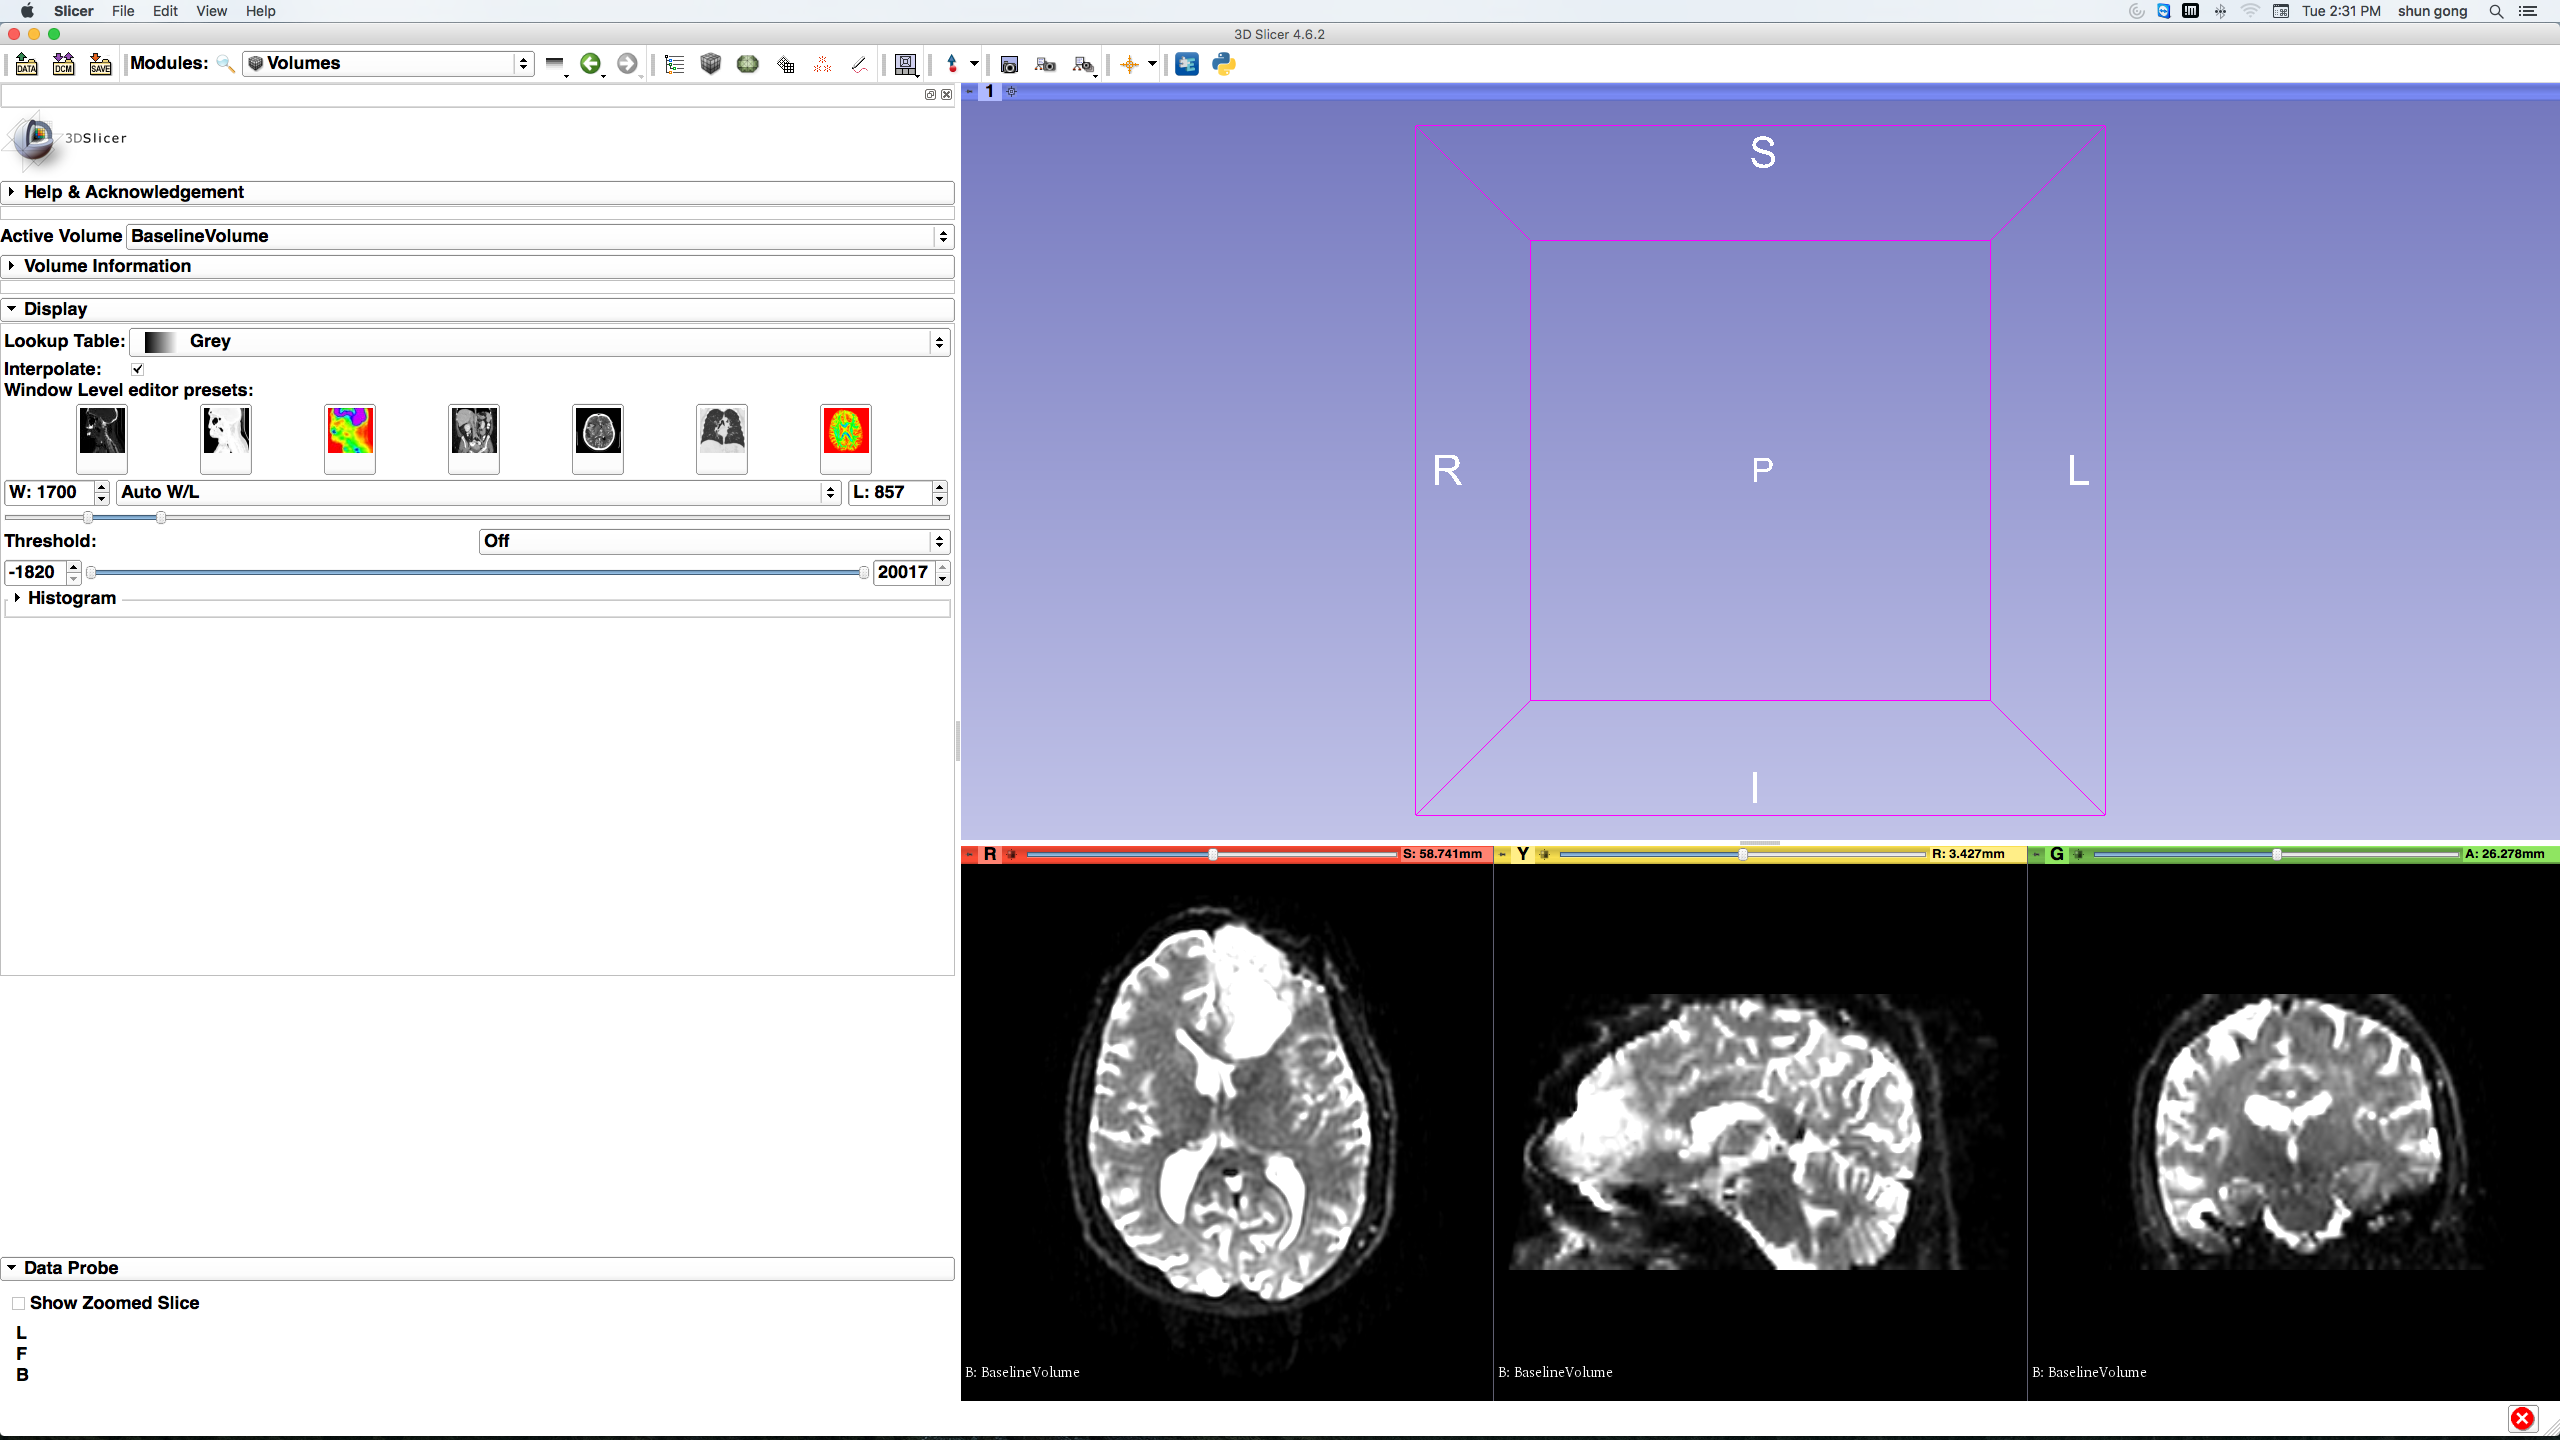 Slicer File Edit View Help
Tue 2:31 PM shun gong
3D Slicer 4.6.2
DATA DCM SAVE Modules: Volumes
1
3DSlicer
Help & Acknowledgement
Active Volume BaselineVolume
Volume Information
Display
Lookup Table: Grey
Interpolate:
Window Level editor presets:
W: 1700 Auto W/L L: 857
Threshold: Off
-1820 20017
Histogram
S
R P L
I
R S: 58.741mm
Y R: 3.427mm
G A: 26.278mm
B: BaselineVolume
B: BaselineVolume
B: BaselineVolume
Data Probe
Show Zoomed Slice
L
F
B